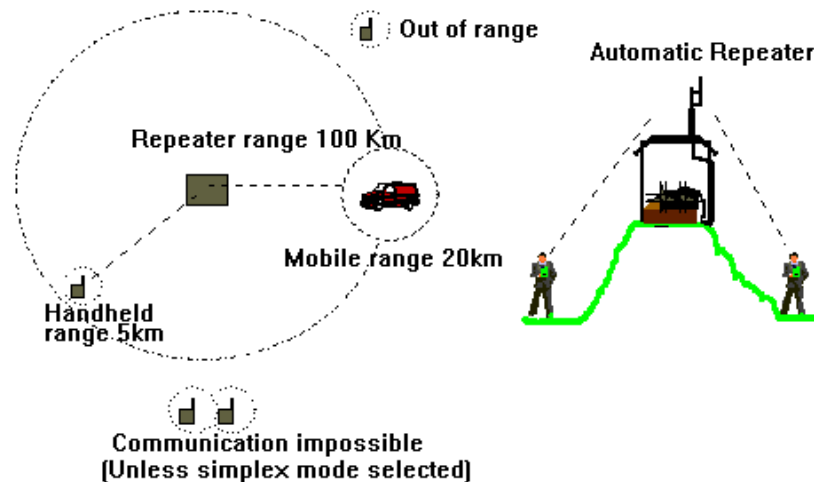 Out of range
Automatic Repeater
Repeater range 100 Km
Mobile range 20km
Handheld
range 5km
Communication impossible
(Unless simplex mode selected)